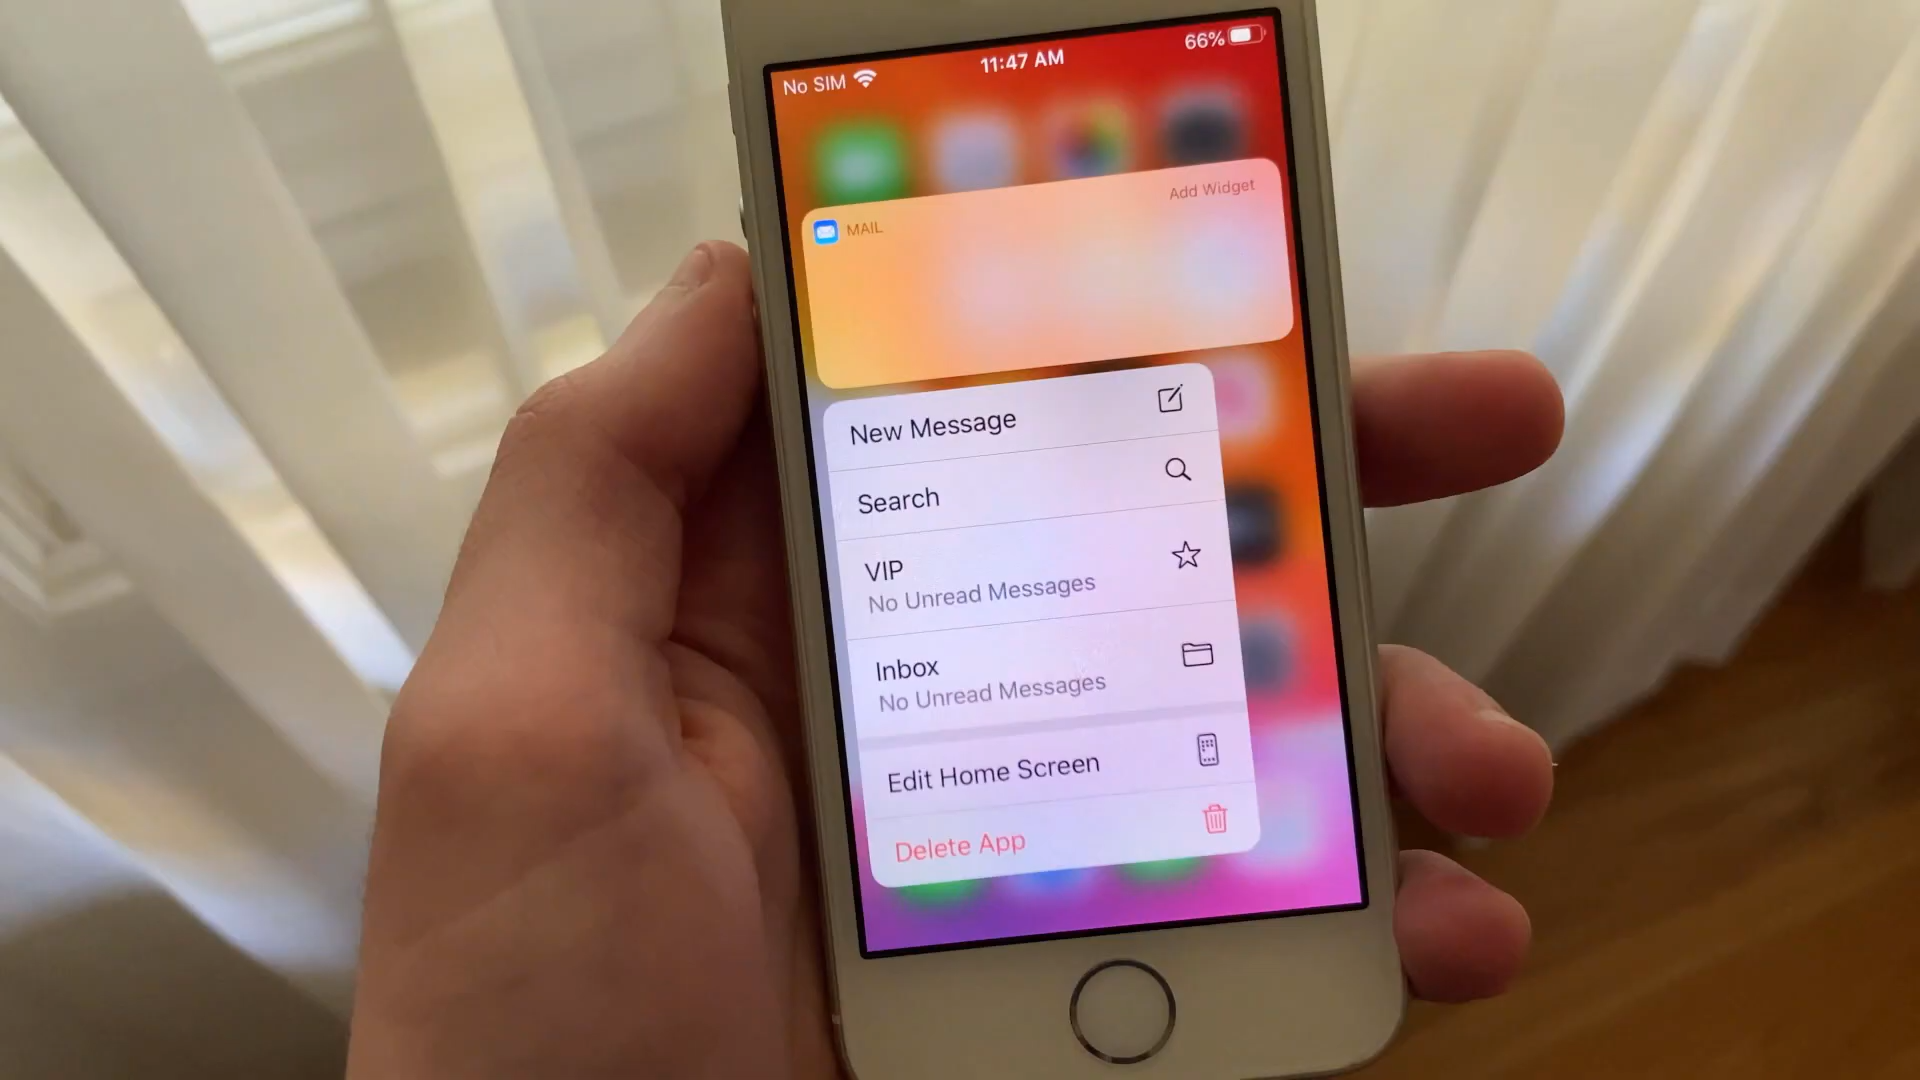 No SIM 11:47 AM 66%
Add Widget
MAIL
New Message
Search
VIP
No Unread Messages
Inbox
No Unread Messages
Edit Home Screen
Delete App